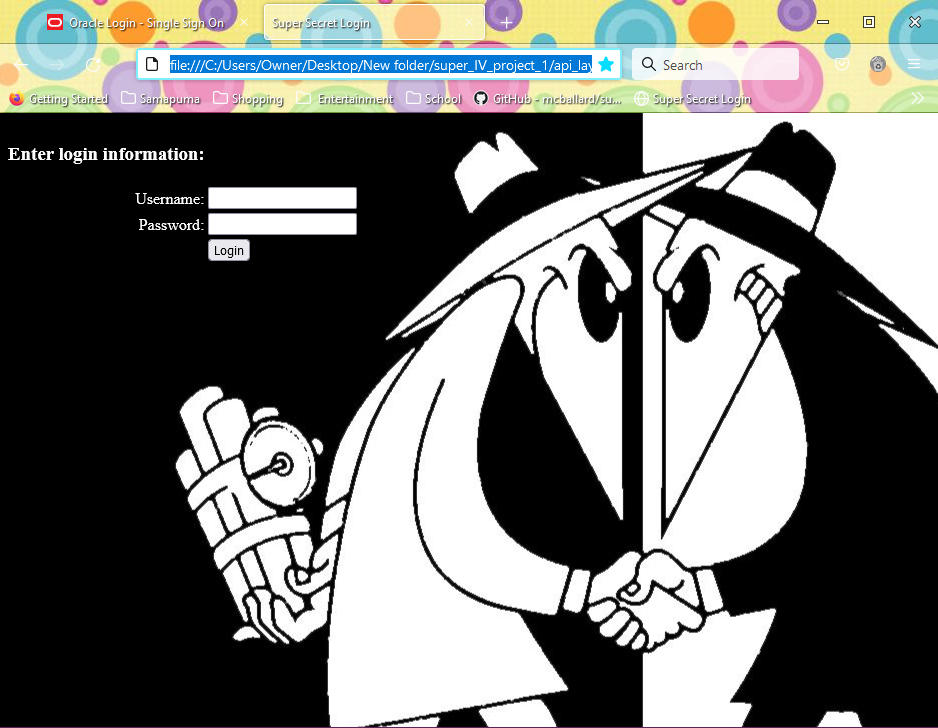 Oracle Login - Single Sign On
Super Secret Login
file:///C:/Users/Owner/Desktop/New folder/super_IV_project_1/api_lay
Search
Getting Started Samapuma Shopping Entertainment School GitHub - mcballard/su... Super Secret Login
Enter login information:
Username:
Password:
Login